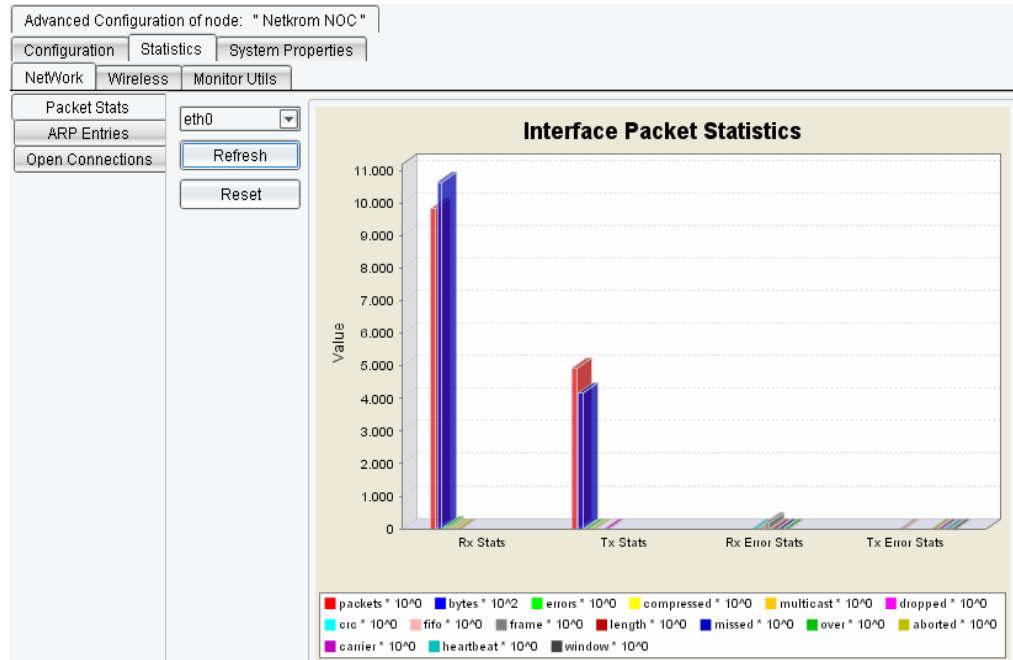 Advanced Configuration of node: "Netkrom NOC"
Configuration Statistics System Properties
NetWork Wireless Monitor Utils
Packet Stats
ARP Entries
Open Connections
eth0
Refresh
Reset
Interface Packet Statistics
Value
11.000
10.000
9.000
8.000
7.000
6.000
5.000
4.000
3.000
2.000
1.000
0
Rx Stats Tx Stats Rx Error Stats Tx Error Stats
packets * 10^0 bytes * 10^2 errors * 10^0 compressed * 10^0 multicast * 10^0 dropped * 10^0
crc * 10^0 fifo * 10^0 frame * 10^0 length * 10^0 missed * 10^0 over * 10^0 aborted * 10^0
carrier * 10^0 heartbeat * 10^0 window * 10^0